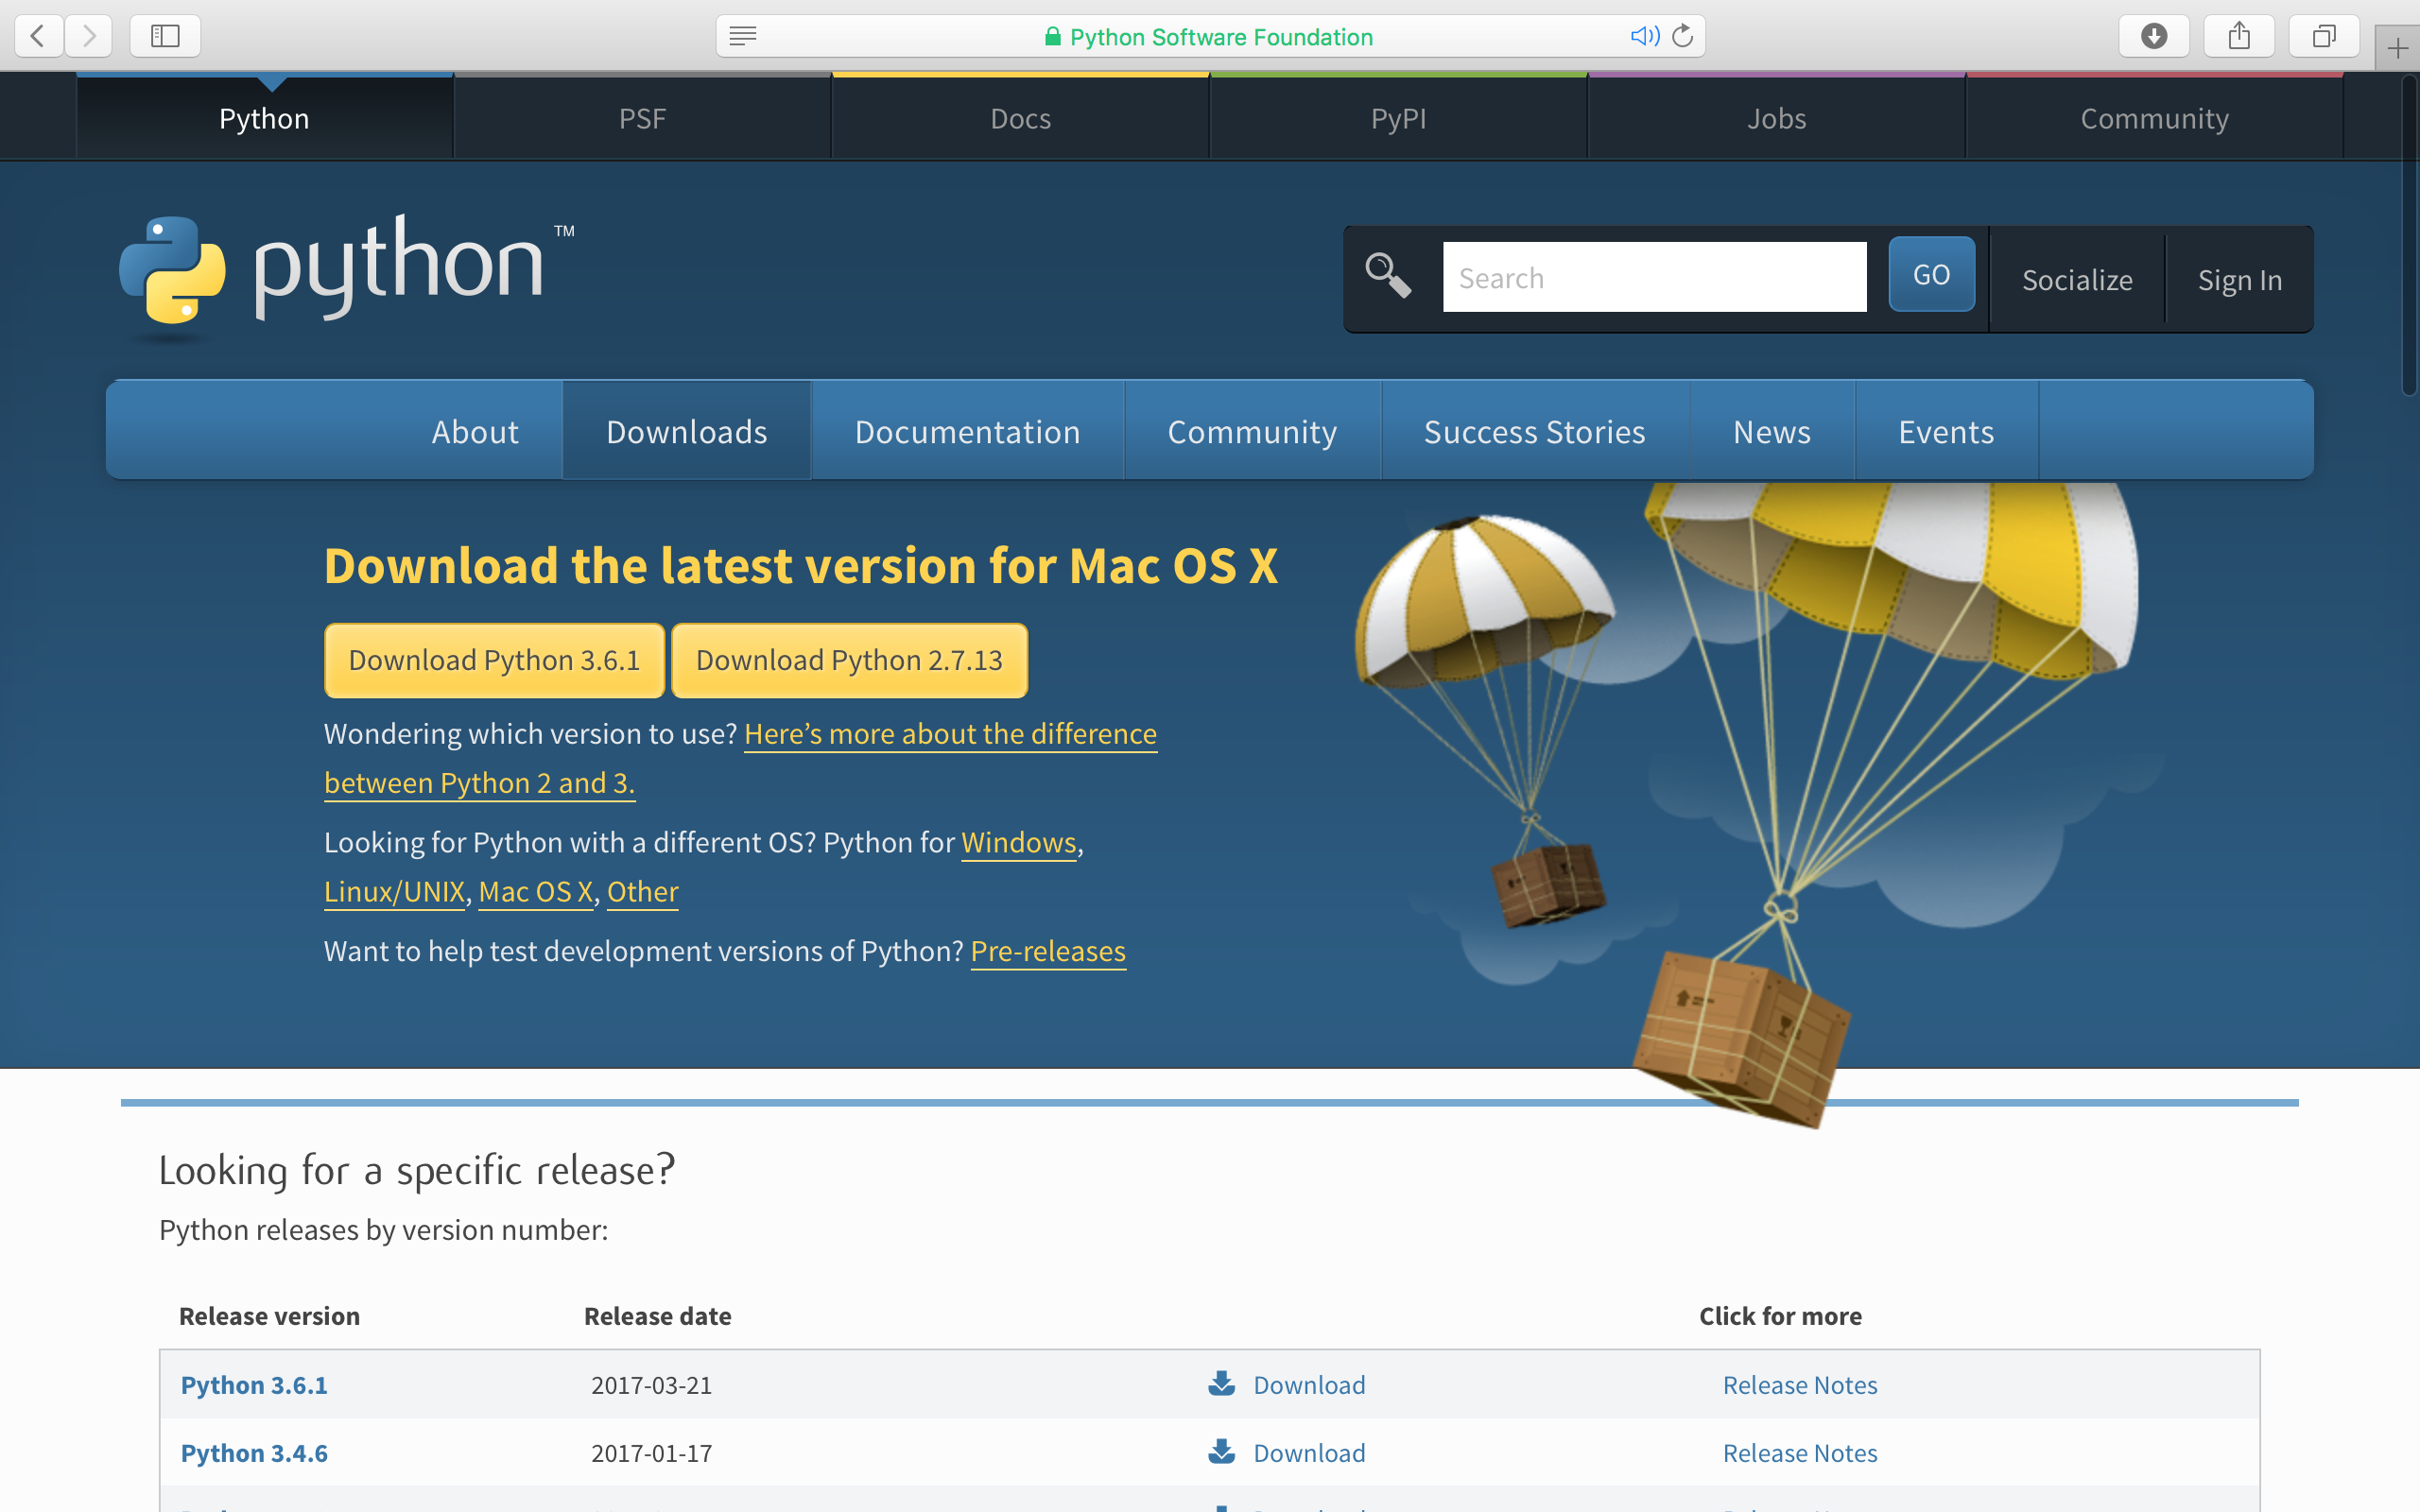 Python Software Foundation
Python PSF Docs PyPI Jobs Community
python™
Search GO Socialize Sign In
About Downloads Documentation Community Success Stories News Events
Download the latest version for Mac OS X
Download Python 3.6.1 Download Python 2.7.13
Wondering which version to use? Here’s more about the difference
between Python 2 and 3.
Looking for Python with a different OS? Python for Windows,
Linux/UNIX, Mac OS X, Other
Want to help test development versions of Python? Pre-releases
Looking for a specific release?
Python releases by version number:
Release version Release date Click for more
Python 3.6.1 2017-03-21 Download Release Notes
Python 3.4.6 2017-01-17 Download Release Notes